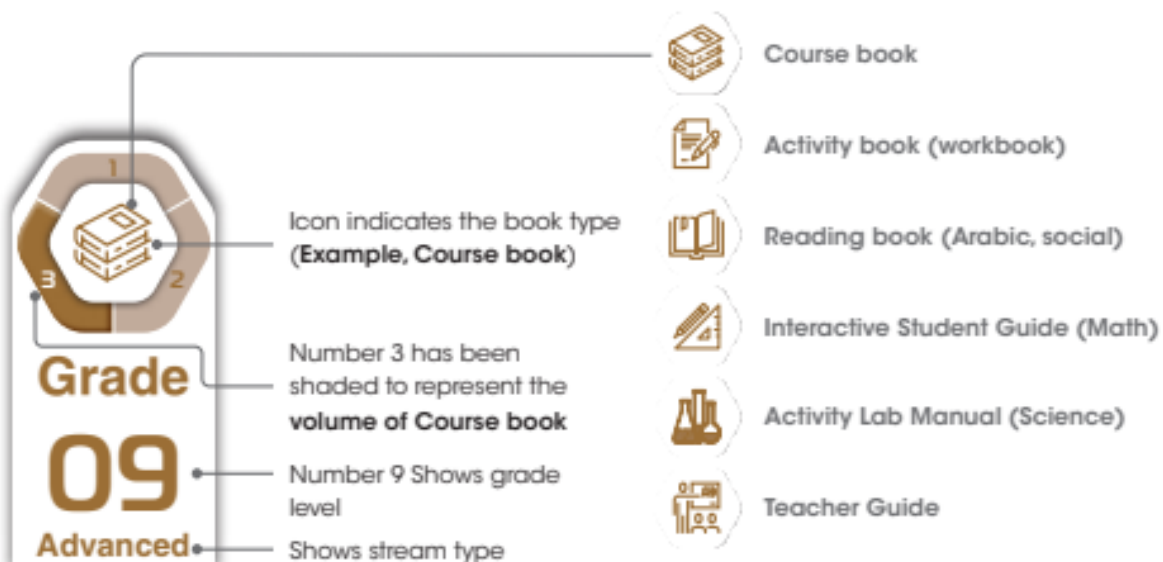 1
2
3
Grade
09
Advanced
Icon indicates the book type
(Example, Course book)
Number 3 has been
shaded to represent the
volume of Course book
Number 9 Shows grade
level
Shows stream type
Course book
Activity book (workbook)
Reading book (Arabic, social)
Interactive Student Guide (Math)
Activity Lab Manual (Science)
Teacher Guide